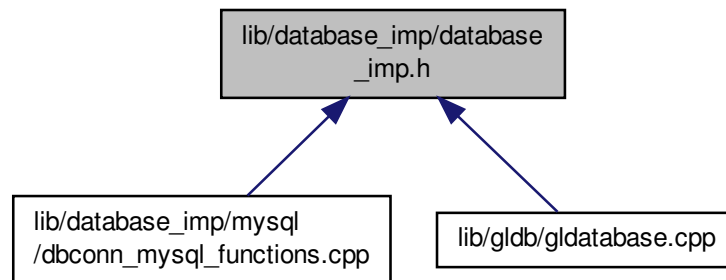 lib/database_imp/database
_imp.h
lib/database_imp/mysql
/dbconn_mysql_functions.cpp
lib/gldb/gldatabase.cpp